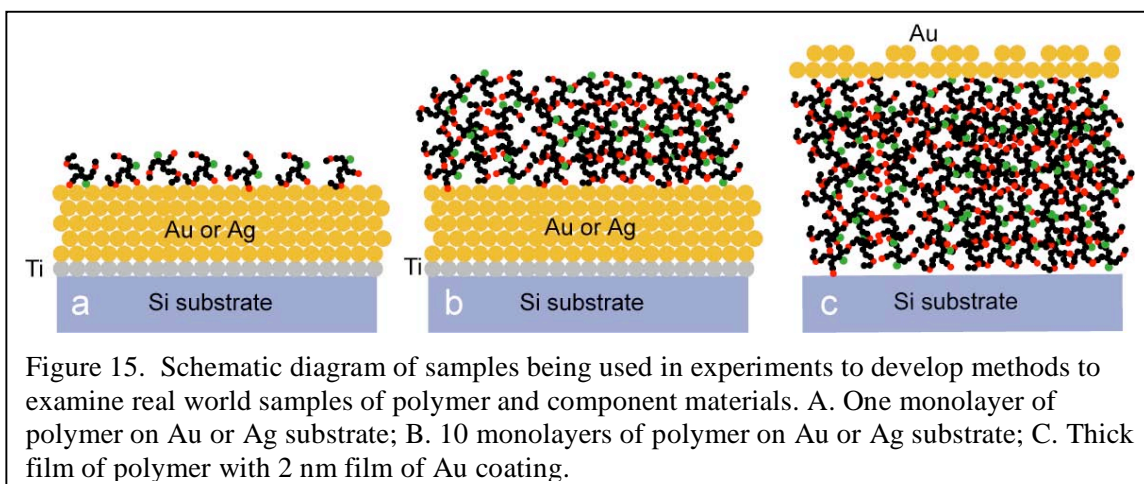 Au
Au or Ag
Ti
a
Si substrate
Au or Ag
Ti
b
Si substrate
c
Si substrate
Figure 15. Schematic diagram of samples being used in experiments to develop methods to
examine real world samples of polymer and component materials. A. One monolayer of
polymer on Au or Ag substrate; B. 10 monolayers of polymer on Au or Ag substrate; C. Thick
film of polymer with 2 nm film of Au coating.